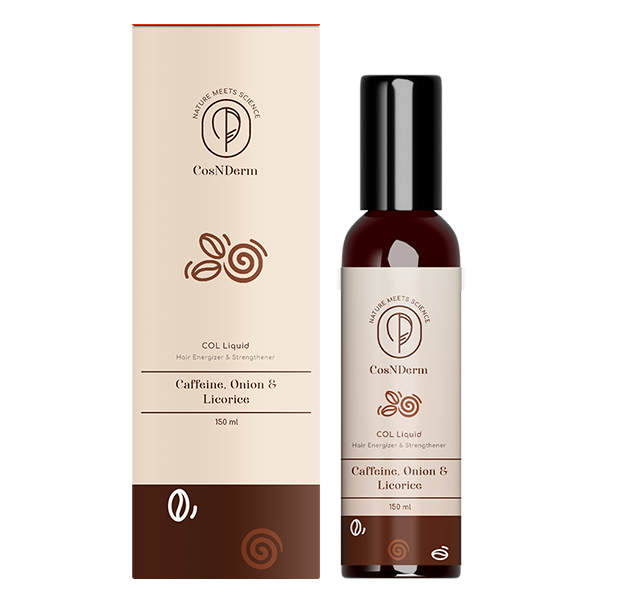 NATURE MEETS SCIENCE
CosNDerm
COL Liquid
Hair Energizer & Strengthener
Caffeine, Onion &
Licorice
150 ml
NATURE MEETS SCIENCE
CosNDerm
COL Liquid
Hair Energizer & Strengthener
Caffeine, Onion &
Licorice
150 ml